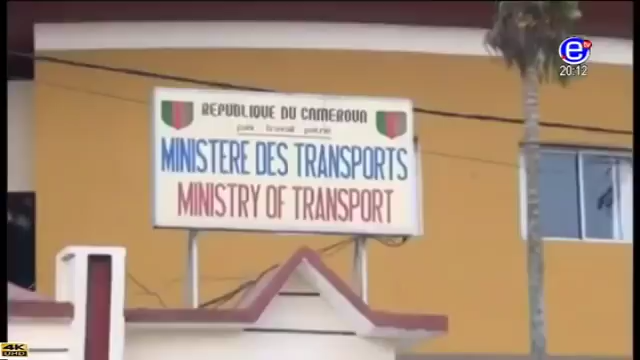 REPUBLIQUE DU CAMEROUN
paix travail patrie
MINISTERE DES TRANSPORTS
MINISTRY OF TRANSPORT
e
20:12
4K
UHD